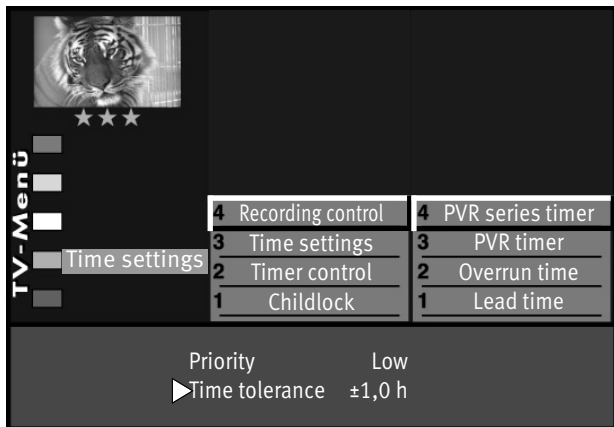 TV-Menü
Time settings
4 Recording control
3 Time settings
2 Timer control
1 Childlock
4 PVR series timer
3 PVR timer
2 Overrun time
1 Lead time
Priority Low
Time tolerance ±1,0 h